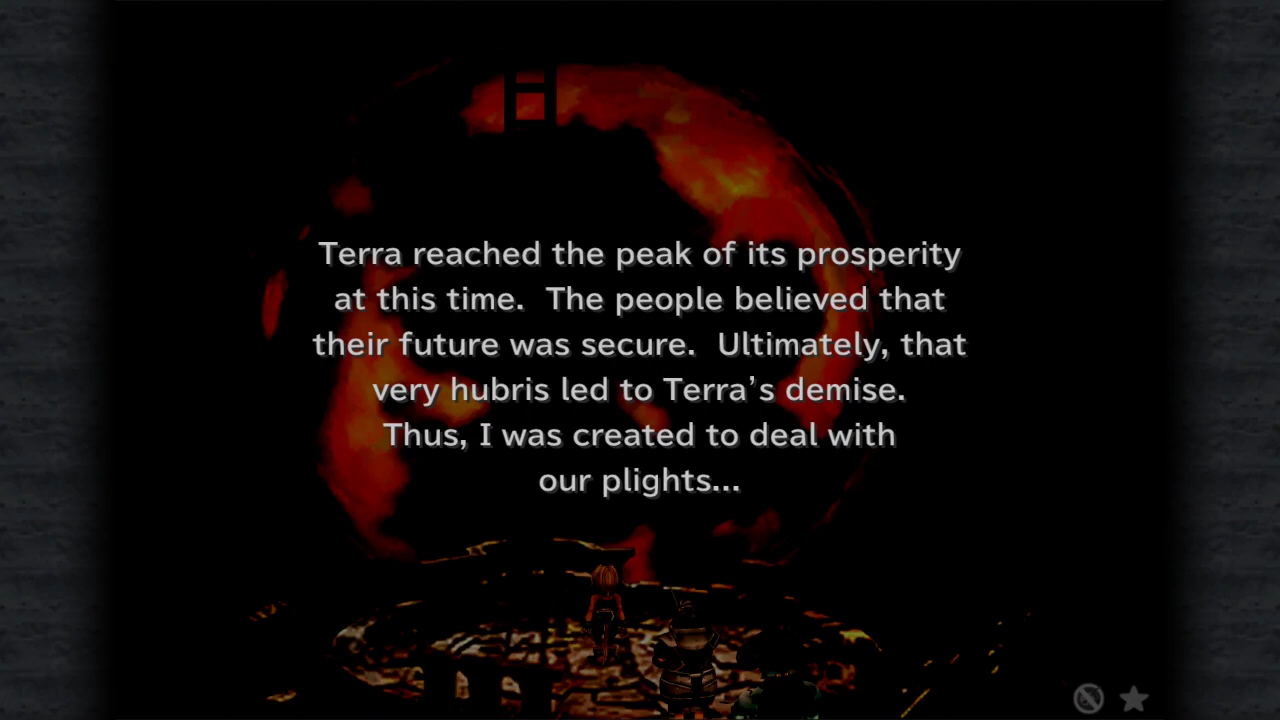 Terra reached the peak of its prosperity
at this time.  The people believed that
their future was secure.  Ultimately, that
very hubris led to Terra's demise.
Thus, I was created to deal with
our plights...